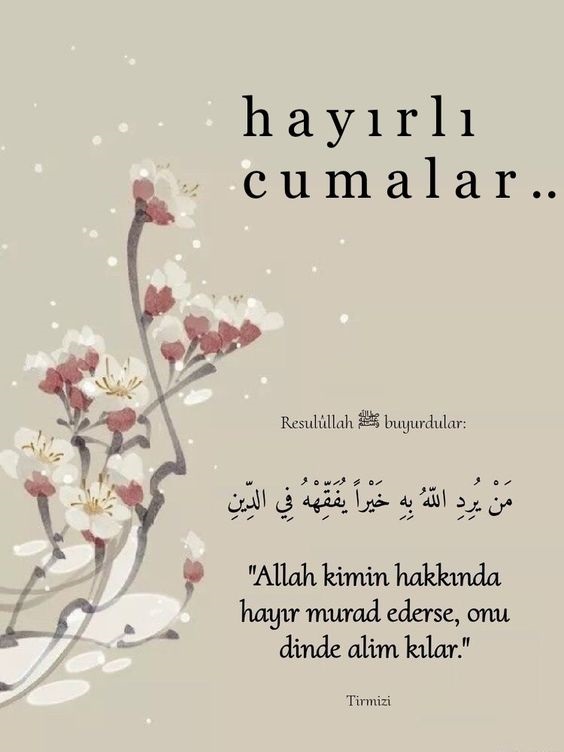 hayırlı
cumalar..
Resulûllah ﷺ buyurdular:
مَنْ يُرِدِ اللّٰهُ بِهِ خَيْراً يُفَقِّهْهُ فِي الدِّينِ
"Allah kimin hakkında
hayır murad ederse, onu
dinde alim kılar."
Tirmizi